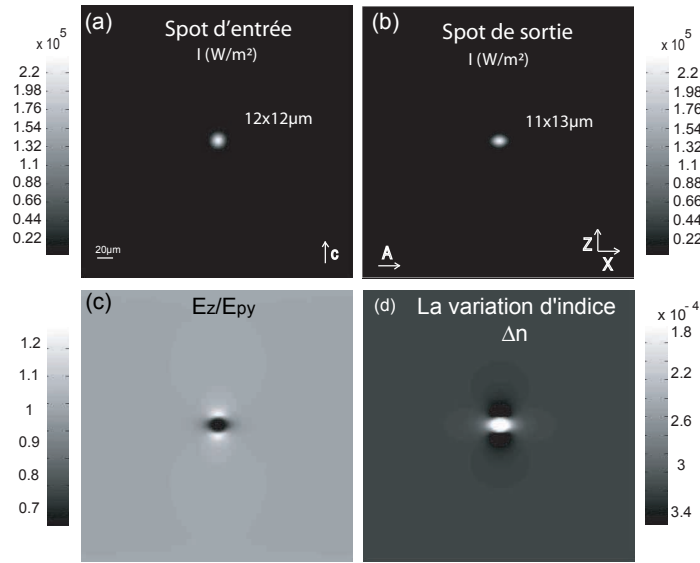 (a) Spot d'entrée
I (W/m²)
12x12µm
20µm
c
x 10⁵
2.2
1.98
1.76
1.54
1.32
1.1
0.88
0.66
0.44
0.22
(b) Spot de sortie
I (W/m²)
11x13µm
A
Z
X
x 10⁵
2.2
1.98
1.76
1.54
1.32
1.1
0.88
0.66
0.44
0.22
(c) Ez/Epy
1.2
1
0.9
0.8
0.7
(d) La variation d'indice
Δn
x 10⁻⁴
1.8
2.2
2.6
3
3.4